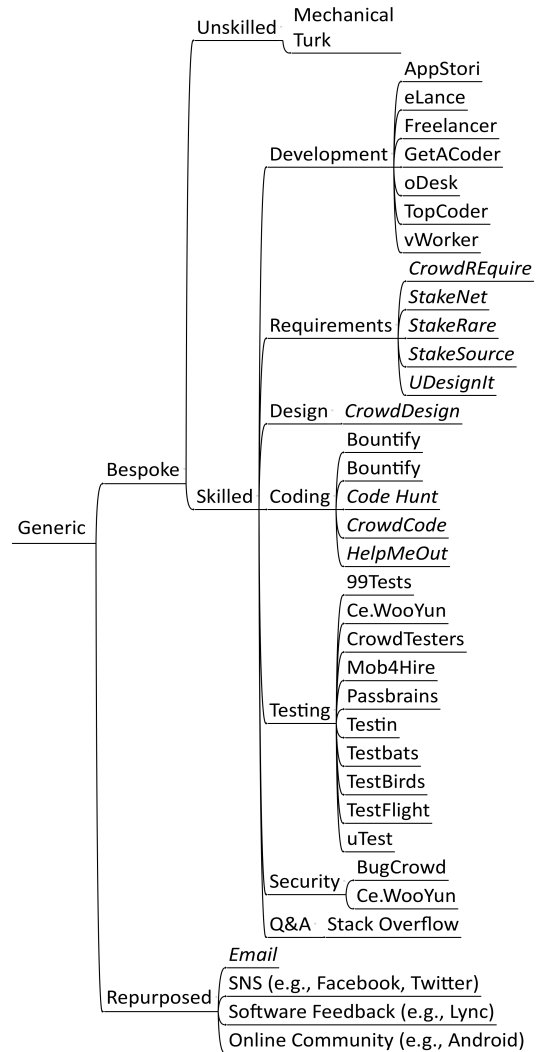 Mechanical
Unskilled
Turk
AppStori
eLance
Freelancer
Development
GetACoder
oDesk
TopCoder
vWorker
CrowdREquire
StakeNet
Requirements
StakeRare
StakeSource
UDesignIt
Design
CrowdDesign
Bountify
Bespoke
Bountify
Skilled
Coding
Code Hunt
Generic
CrowdCode
HelpMeOut
99Tests
Ce.WooYun
CrowdTesters
Mob4Hire
Passbrains
Testing
Testin
Testbats
TestBirds
TestFlight
uTest
Security
BugCrowd
Ce.WooYun
Q&A
Stack Overflow
Email
SNS (e.g., Facebook, Twitter)
Repurposed
Software Feedback (e.g., Lync)
Online Community (e.g., Android)